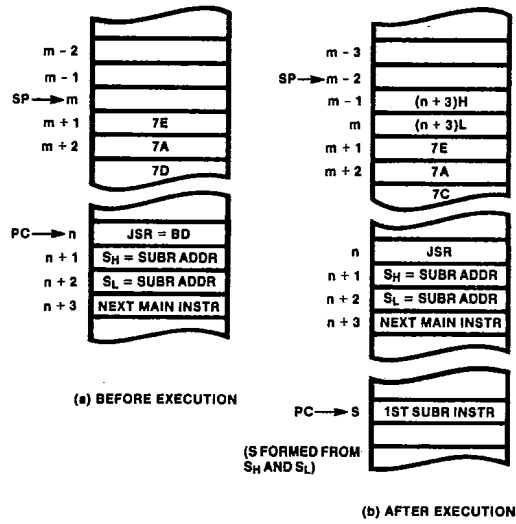 m - 2
m - 1
SP m
m + 1 7E
m + 2 7A
7D
PC n JSR = BD
n + 1 SH = SUBR ADDR
n + 2 SL = SUBR ADDR
n + 3 NEXT MAIN INSTR
(a) BEFORE EXECUTION
m - 3
SP m - 2
m - 1 (n + 3)H
m (n + 3)L
m + 1 7E
m + 2 7A
7C
n JSR
n + 1 SH = SUBR ADDR
n + 2 SL = SUBR ADDR
n + 3 NEXT MAIN INSTR
PC S 1ST SUBR INSTR
(S FORMED FROM
SH AND SL)
(b) AFTER EXECUTION